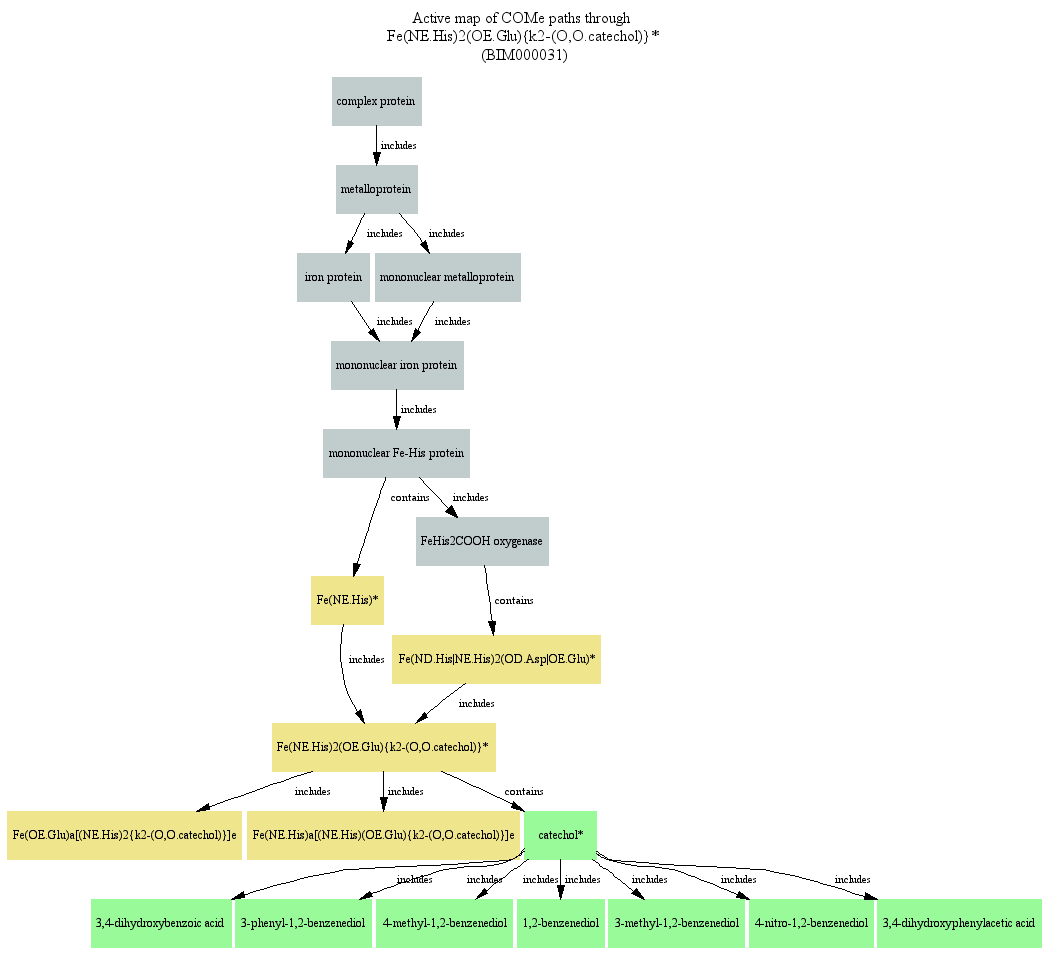 Active map of COMe paths through
Fe(NE.His)2(OE.Glu){k2-(O,O.catechol)}*
(BIM000031)
complex protein
includes
metalloprotein
includes
includes
iron protein
mononuclear metalloprotein
includes
includes
mononuclear iron protein
includes
mononuclear Fe-His protein
contains
includes
FeHis2COOH oxygenase
Fe(NE.His)*
contains
includes
Fe(ND.His|NE.His)2(OD.Asp|OE.Glu)*
includes
Fe(NE.His)2(OE.Glu){k2-(O,O.catechol)}*
includes
includes
contains
Fe(OE.Glu)a[(NE.His)2{k2-(O,O.catechol)}]e
Fe(NE.His)a[(NE.His)(OE.Glu){k2-(O,O.catechol)}]e
catechol*
includes
includes
includes
includes
includes
includes
includes
3,4-dihydroxybenzoic acid
3-phenyl-1,2-benzenediol
4-methyl-1,2-benzenediol
1,2-benzenediol
3-methyl-1,2-benzenediol
4-nitro-1,2-benzenediol
3,4-dihydroxyphenylacetic acid